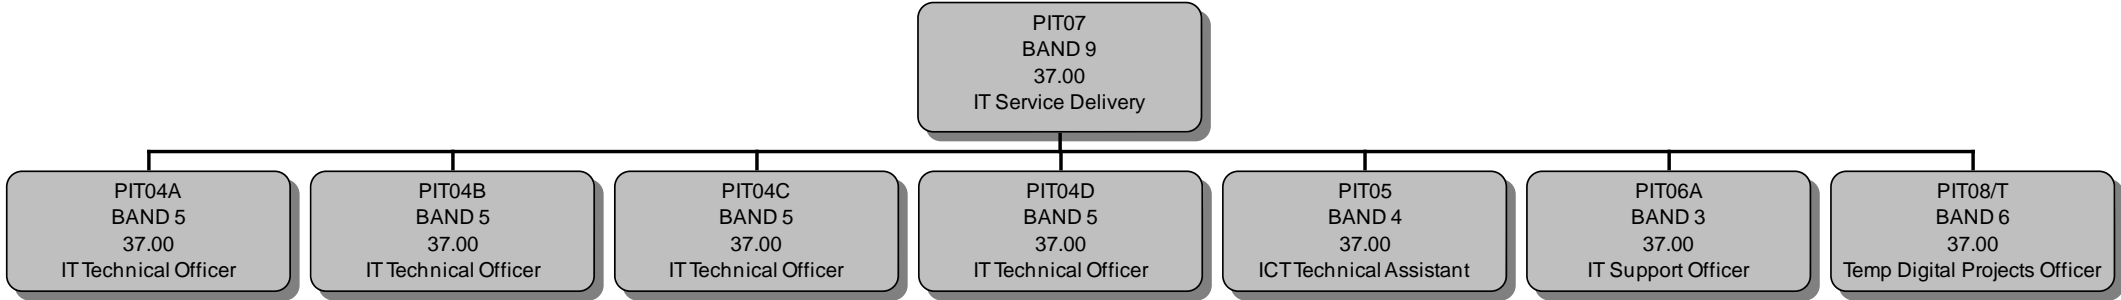 PIT07
BAND 9
37.00
IT Service Delivery
PIT04A
BAND 5
37.00
IT Technical Officer
PIT04B
BAND 5
37.00
IT Technical Officer
PIT04C
BAND 5
37.00
IT Technical Officer
PIT04D
BAND 5
37.00
IT Technical Officer
PIT05
BAND 4
37.00
ICT Technical Assistant
PIT06A
BAND 3
37.00
IT Support Officer
PIT08/T
BAND 6
37.00
Temp Digital Projects Officer